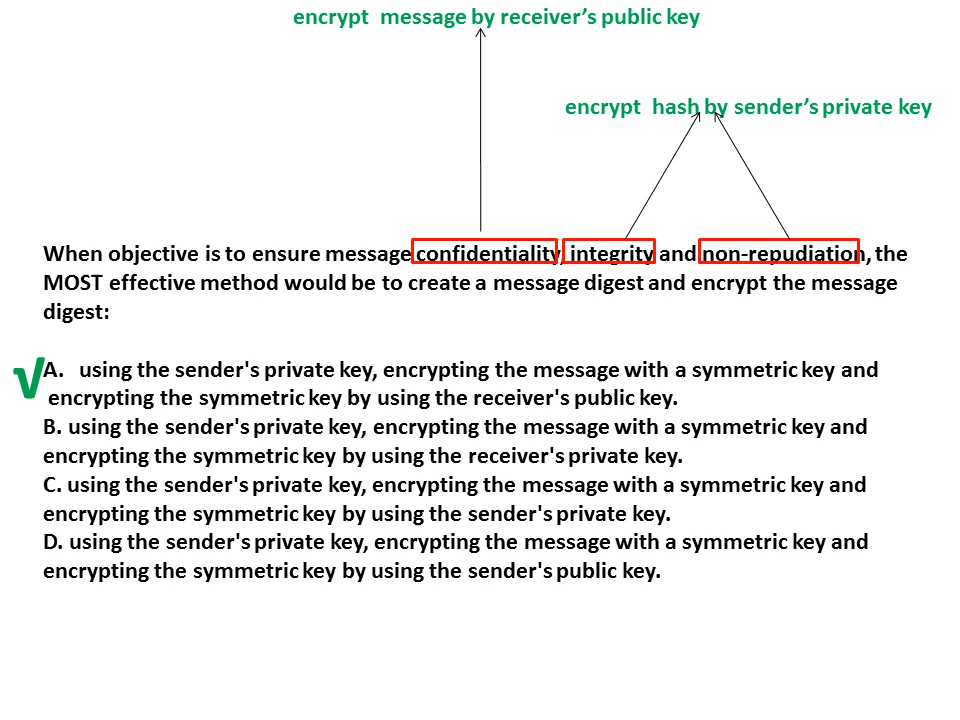 encrypt message by receiver’s public key
encrypt hash by sender’s private key
When objective is to ensure message confidentiality, integrity and non-repudiation, the
MOST effective method would be to create a message digest and encrypt the message
digest:
√
A. using the sender's private key, encrypting the message with a symmetric key and
encrypting the symmetric key by using the receiver's public key.
B. using the sender's private key, encrypting the message with a symmetric key and
encrypting the symmetric key by using the receiver's private key.
C. using the sender's private key, encrypting the message with a symmetric key and
encrypting the symmetric key by using the sender's private key.
D. using the sender's private key, encrypting the message with a symmetric key and
encrypting the symmetric key by using the sender's public key.